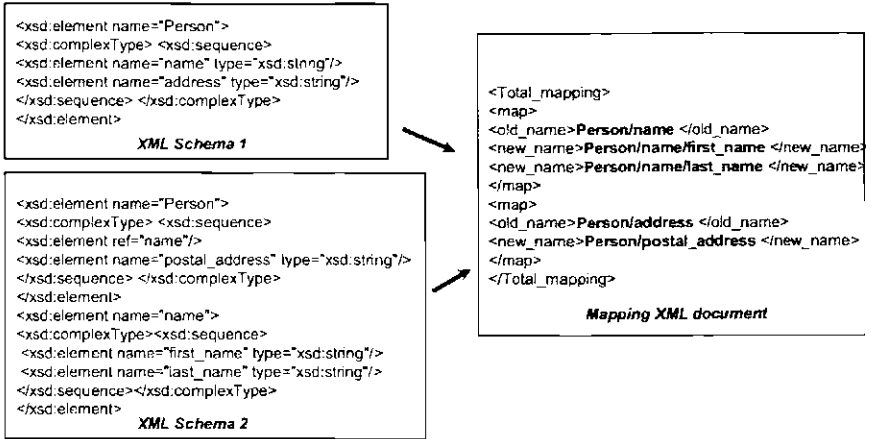 <xsd:element name="Person">
<xsd:complexType> <xsd:sequence>
<xsd:element name="name" type="xsd:string"/>
<xsd:element name="address" type="xsd:string"/>
</xsd:sequence> </xsd:complexType>
</xsd:element>
XML Schema 1
<xsd:element name="Person">
<xsd:complexType> <xsd:sequence>
<xsd:element ref="name"/>
<xsd:element name="postal_address" type="xsd:string"/>
</xsd:sequence> </xsd:complexType>
</xsd:element>
<xsd:element name="name">
<xsd:complexType><xsd:sequence>
<xsd:element name="first_name" type="xsd:string"/>
<xsd:element name="last_name" type="xsd:string"/>
</xsd:sequence></xsd:complexType>
</xsd:element>
XML Schema 2
<Total_mapping>
<map>
<old_name>Person/name </old_name>
<new_name>Person/name/first_name </new_name>
<new_name>Person/name/last_name </new_name>
</map>
<map>
<old_name>Person/address </old_name>
<new_name>Person/postal_address </new_name>
</map>
</Total_mapping>
Mapping XML document